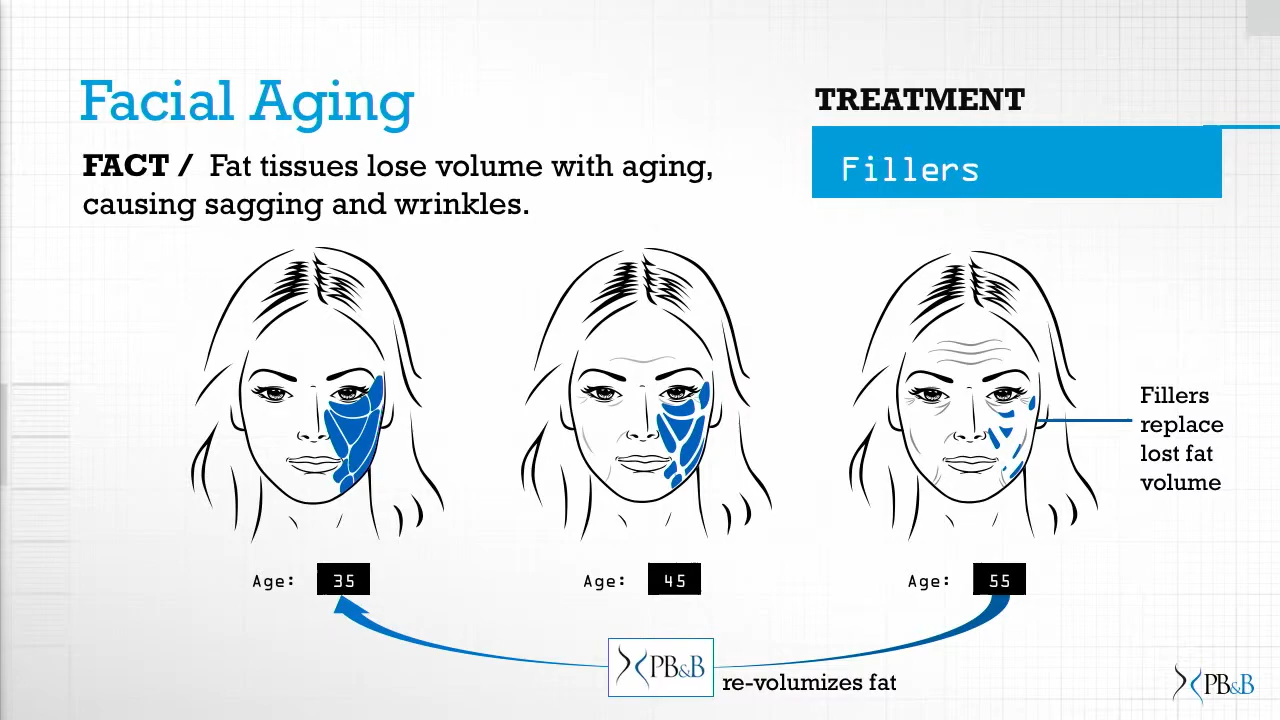 Facial Aging
FACT / Fat tissues lose volume with aging,
causing sagging and wrinkles.
TREATMENT
Fillers
Fillers
replace
lost fat
volume
Age: 35
Age: 45
Age: 55
PB&B
re-volumizes fat
PB&B